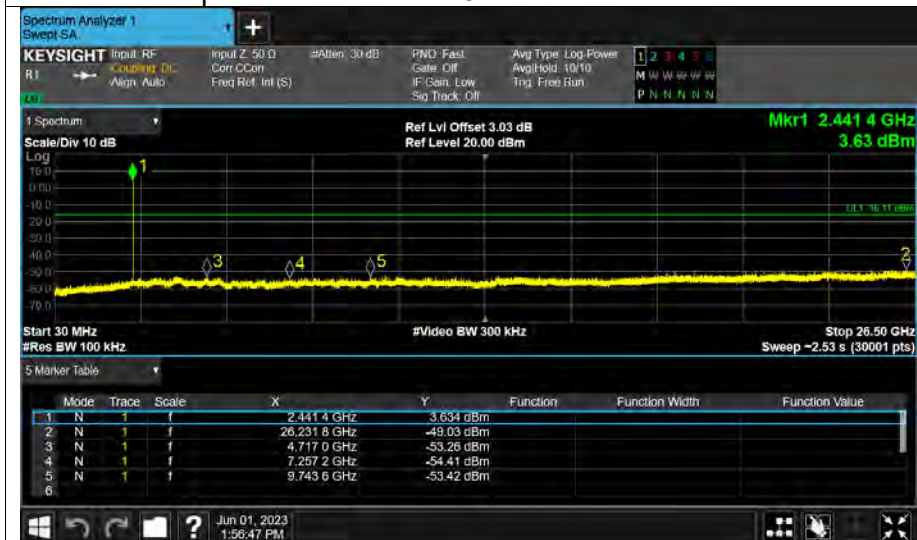 Spectrum Analyzer 1
Swept SA
+
KEYSIGHT Input: RF Input Z: 50 Ω #Atten: 30 dB PNO: Fast Avg Type: Log-Power 1 2 3 4 5 6
R1 Coupling: DC Corr CCorr Gate: Off Avg|Hold: 10/10 M W W W W W
Align: Auto Freq Ref: Int (S) IF Gain: Low Trig: Free Run
Sig Track: Off P N N N N N
1 Spectrum
Ref Lvl Offset 3.03 dB Mkr1 2.441 4 GHz
Scale/Div 10 dB Ref Level 20.00 dBm 3.63 dBm
Log
10.0 1
0.00
-10.0 DL1 -16.11 dBm
-20.0
-30.0
-40.0 3 4 5 2
-50.0
-60.0
-70.0
Start 30 MHz #Video BW 300 kHz Stop 26.50 GHz
#Res BW 100 kHz Sweep ~2.53 s (30001 pts)
5 Marker Table
Mode Trace Scale X Y Function Function Width Function Value
1 N 1 f 2.441 4 GHz 3.634 dBm
2 N 1 f 26.231 8 GHz -49.03 dBm
3 N 1 f 4.717 0 GHz -53.26 dBm
4 N 1 f 7.257 2 GHz -54.41 dBm
5 N 1 f 9.743 6 GHz -53.42 dBm
6
? Jun 01, 2023
1:56:47 PM